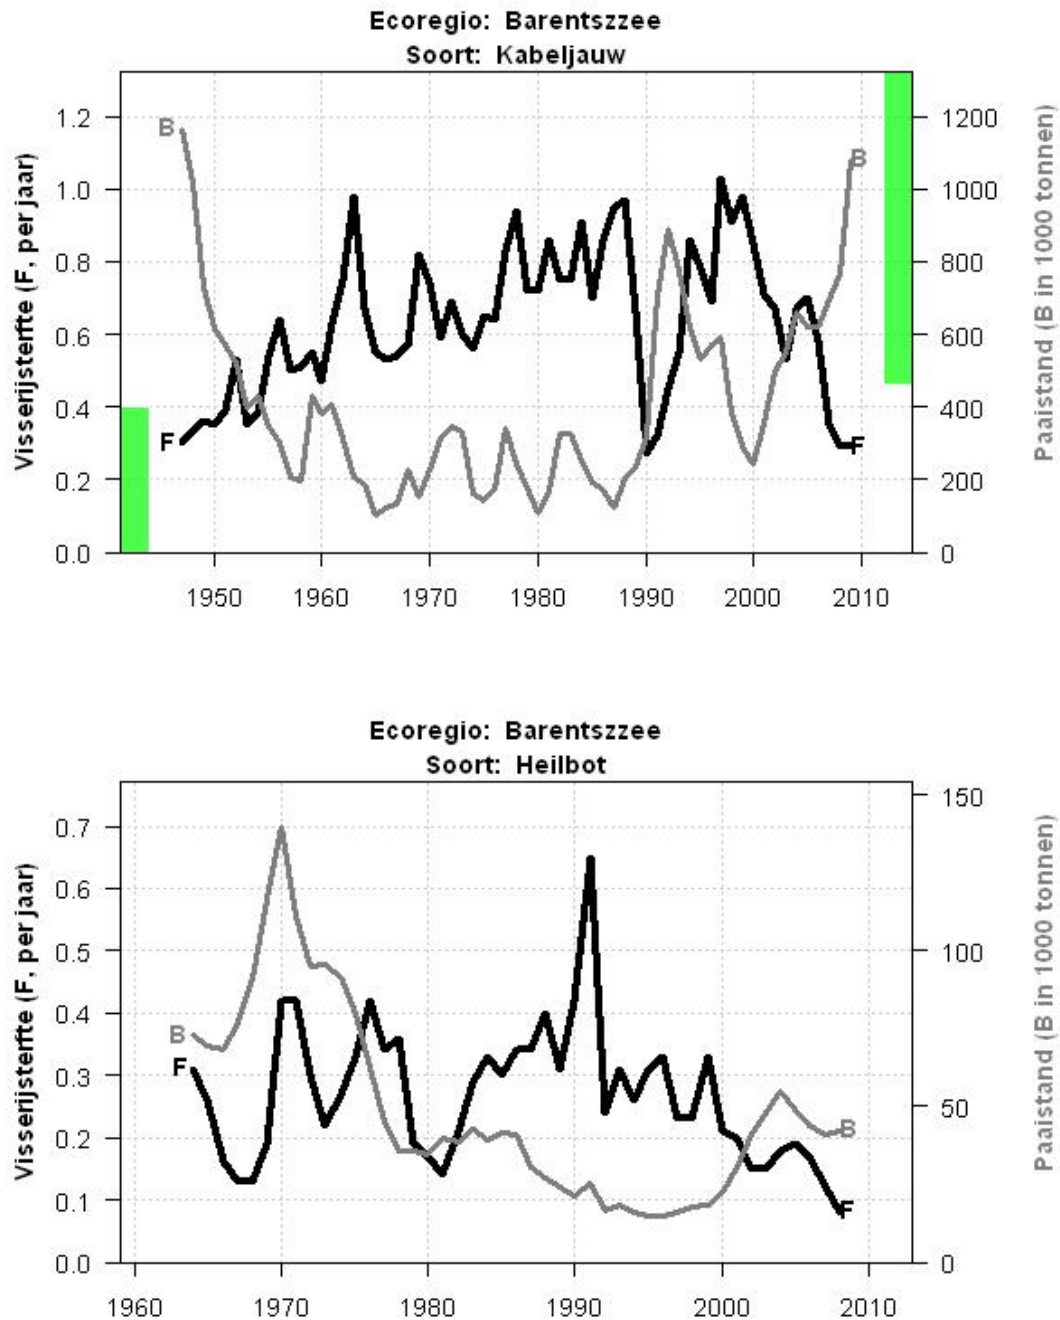 Ecoregio: Barentszzee
Soort: Kabeljauw
Visserijsterfte (F, per jaar)
Paaistand (B in 1000 tonnen)
1.2
1.0
0.8
0.6
0.4
0.2
0.0
1200
1000
800
600
400
200
0
B
F
B
F
1950 1960 1970 1980 1990 2000 2010
Ecoregio: Barentszzee
Soort: Heilbot
Visserijsterfte (F, per jaar)
Paaistand (B in 1000 tonnen)
0.7
0.6
0.5
0.4
0.3
0.2
0.1
0.0
150
100
50
0
B
F
B
F
1960 1970 1980 1990 2000 2010